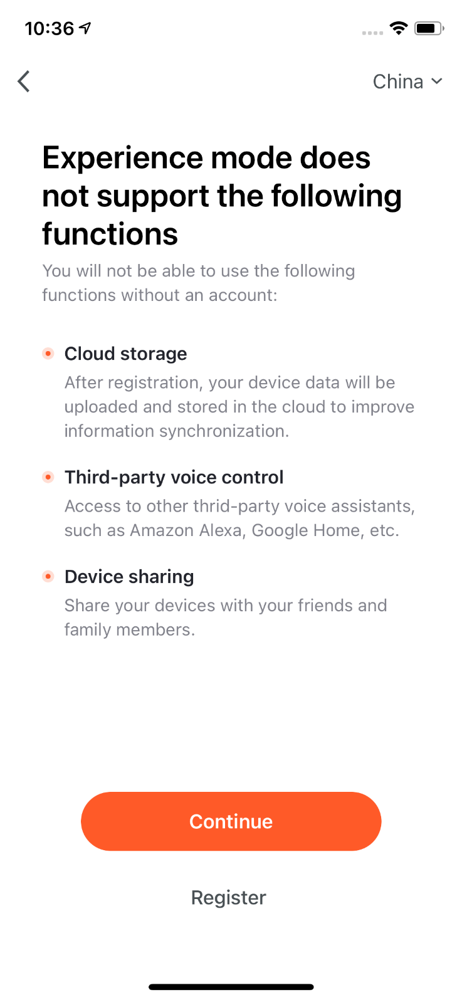 10:36
China
Experience mode does
not support the following
functions
You will not be able to use the following
functions without an account:
Cloud storage
After registration, your device data will be
uploaded and stored in the cloud to improve
information synchronization.
Third-party voice control
Access to other thrid-party voice assistants,
such as Amazon Alexa, Google Home, etc.
Device sharing
Share your devices with your friends and
family members.
Continue
Register